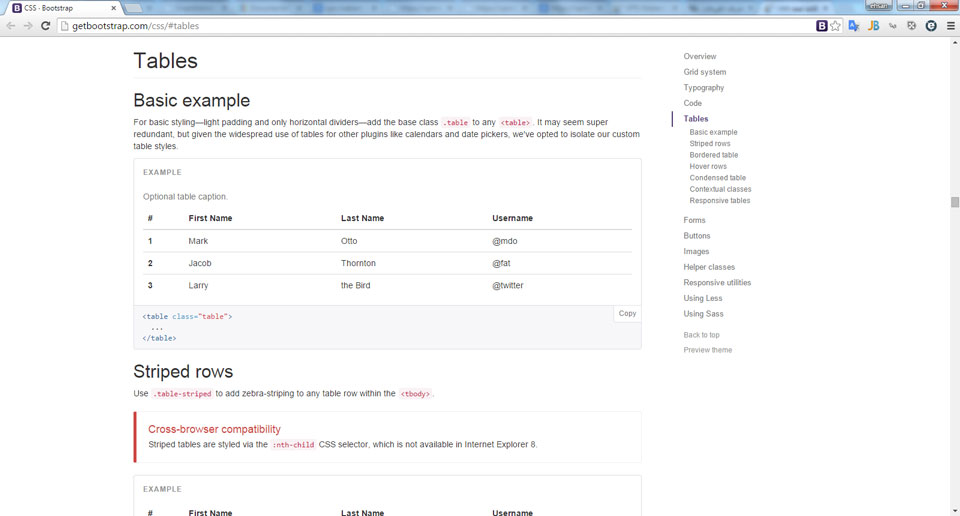 CSS · Bootstrap
ehsan
getbootstrap.com/css/#tables
Tables
Basic example
For basic styling—light padding and only horizontal dividers—add the base class .table to any <table>. It may seem super
redundant, but given the widespread use of tables for other plugins like calendars and date pickers, we've opted to isolate our custom
table styles.
EXAMPLE
Optional table caption.
# First Name Last Name Username
1 Mark Otto @mdo
2 Jacob Thornton @fat
3 Larry the Bird @twitter
Copy
<table class="table">
...
</table>
Striped rows
Use .table-striped to add zebra-striping to any table row within the <tbody>.
Cross-browser compatibility
Striped tables are styled via the :nth-child CSS selector, which is not available in Internet Explorer 8.
EXAMPLE
# First Name Last Name Username
Overview
Grid system
Typography
Code
Tables
Basic example
Striped rows
Bordered table
Hover rows
Condensed table
Contextual classes
Responsive tables
Forms
Buttons
Images
Helper classes
Responsive utilities
Using Less
Using Sass
Back to top
Preview theme